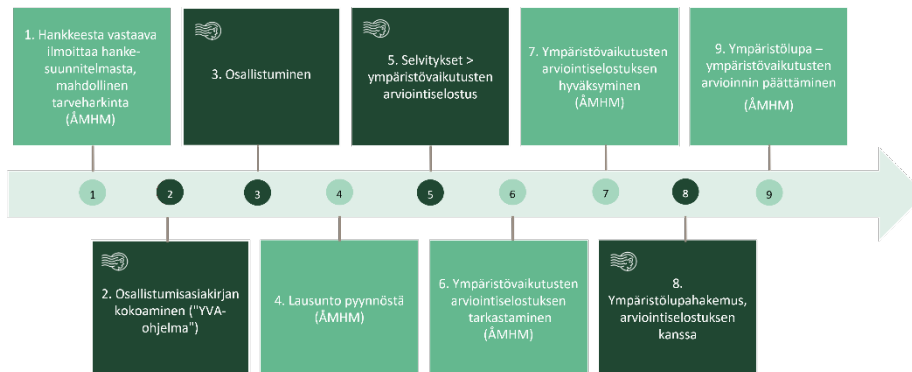 1. Hankkeesta vastaava
ilmoittaa hanke-
suunnitelmasta,
mahdollinen
tarveharkinta
(ÅMHM)
3. Osallistuminen
5. Selvitykset >
ympäristövaikutusten
arviointiselostus
7. Ympäristövaikutusten
arviointiselostuksen
hyväksyminen
(ÅMHM)
9. Ympäristölupa –
ympäristövaikutusten
arvioinnin päättäminen
(ÅMHM)
1
2
3
4
5
6
7
8
9
2. Osallistumisasiakirjan
kokoaminen ("YVA-
ohjelma")
4. Lausunto pyynnöstä
(ÅMHM)
6. Ympäristövaikutusten
arviointiselostuksen
tarkastaminen
(ÅMHM)
8.
Ympäristölupahakemus,
arviointiselostuksen
kanssa